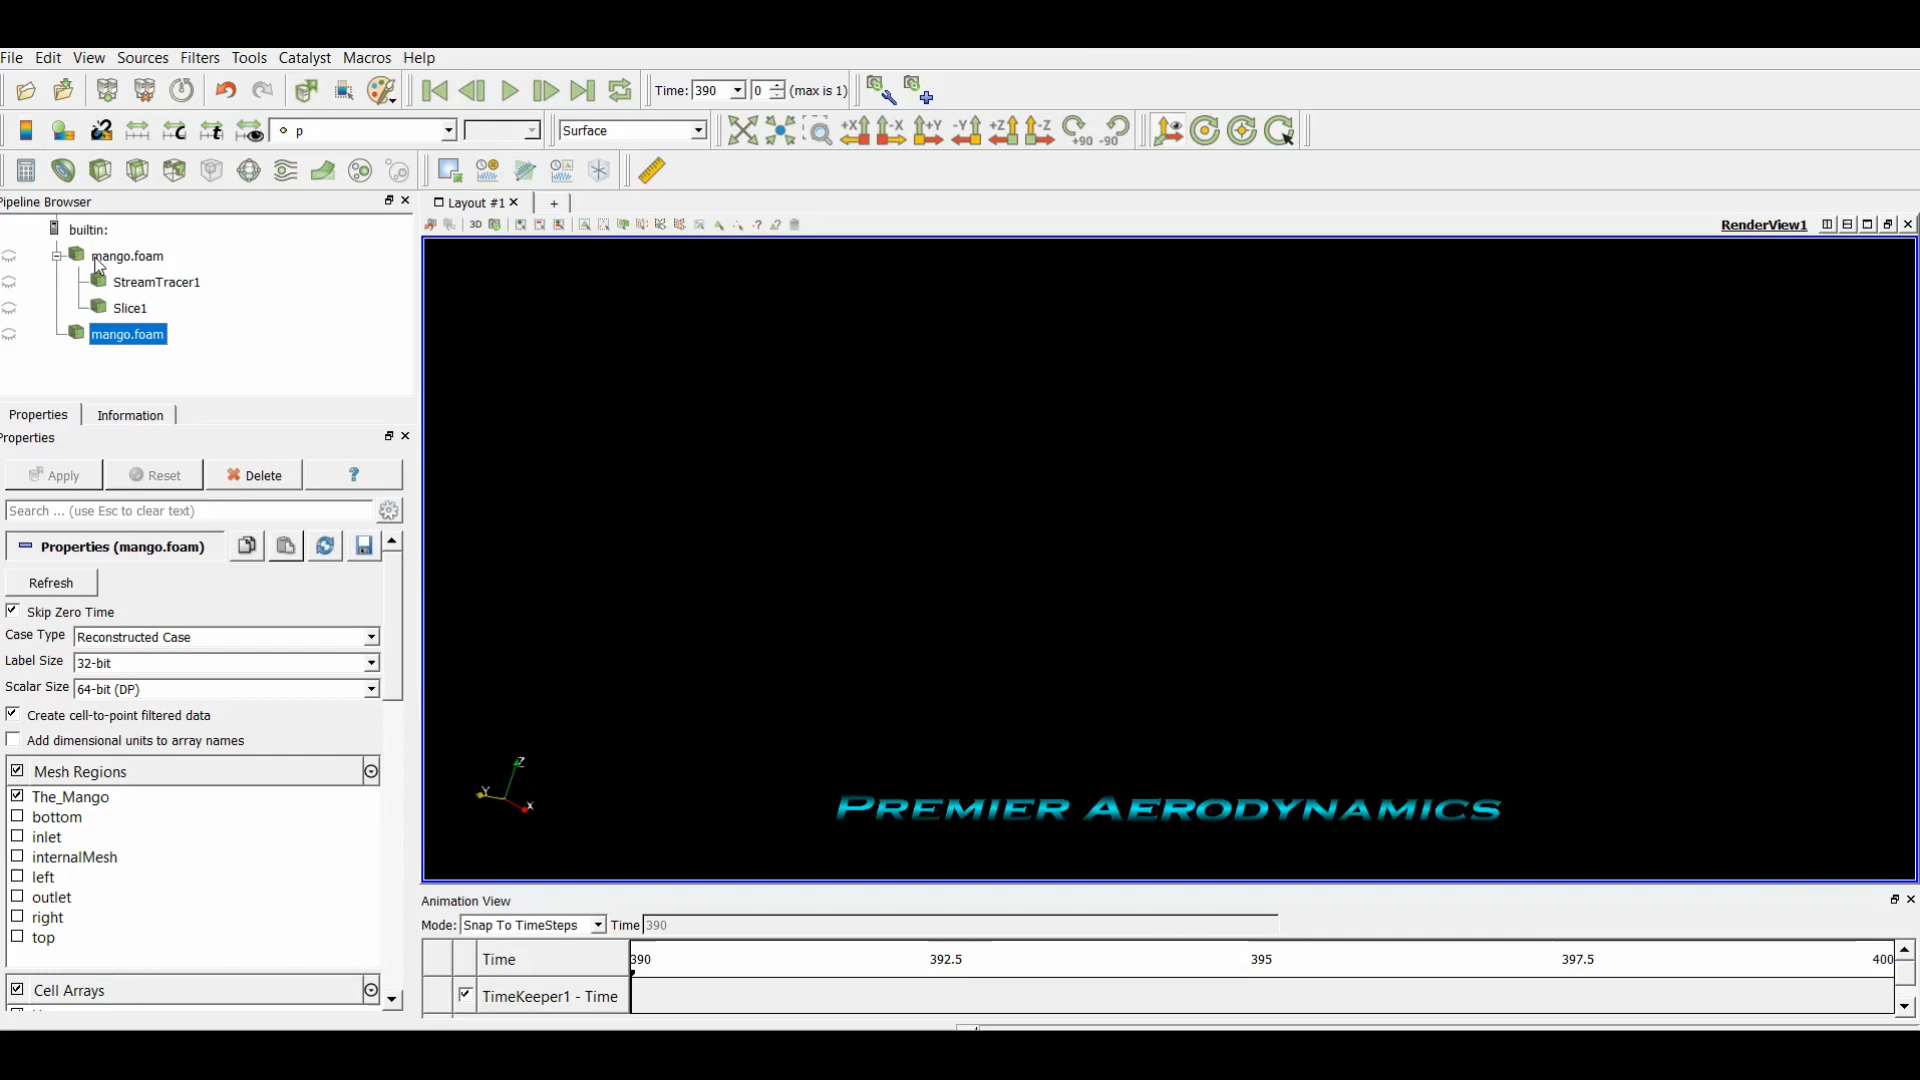 File Edit View Sources Filters Tools Catalyst Macros Help
Time: 390 0 (max is 1)
p Surface +X -X +Y -Y +Z -Z +90 -90
Pipeline Browser
Layout #1 +
3D
RenderView1
builtin:
mango.foam
StreamTracer1
Slice1
mango.foam
Properties Information
Properties
Apply Reset Delete ?
Search ... (use Esc to clear text)
Properties (mango.foam)
Refresh
Skip Zero Time
Case Type Reconstructed Case
Label Size 32-bit
Scalar Size 64-bit (DP)
Create cell-to-point filtered data
Add dimensional units to array names
Mesh Regions
The_Mango
bottom
inlet
internalMesh
left
outlet
right
top
Cell Arrays
Z
Y
X
Premier Aerodynamics
Animation View
Mode: Snap To TimeSteps Time 390
Time 390 392.5 395 397.5 400
TimeKeeper1 - Time